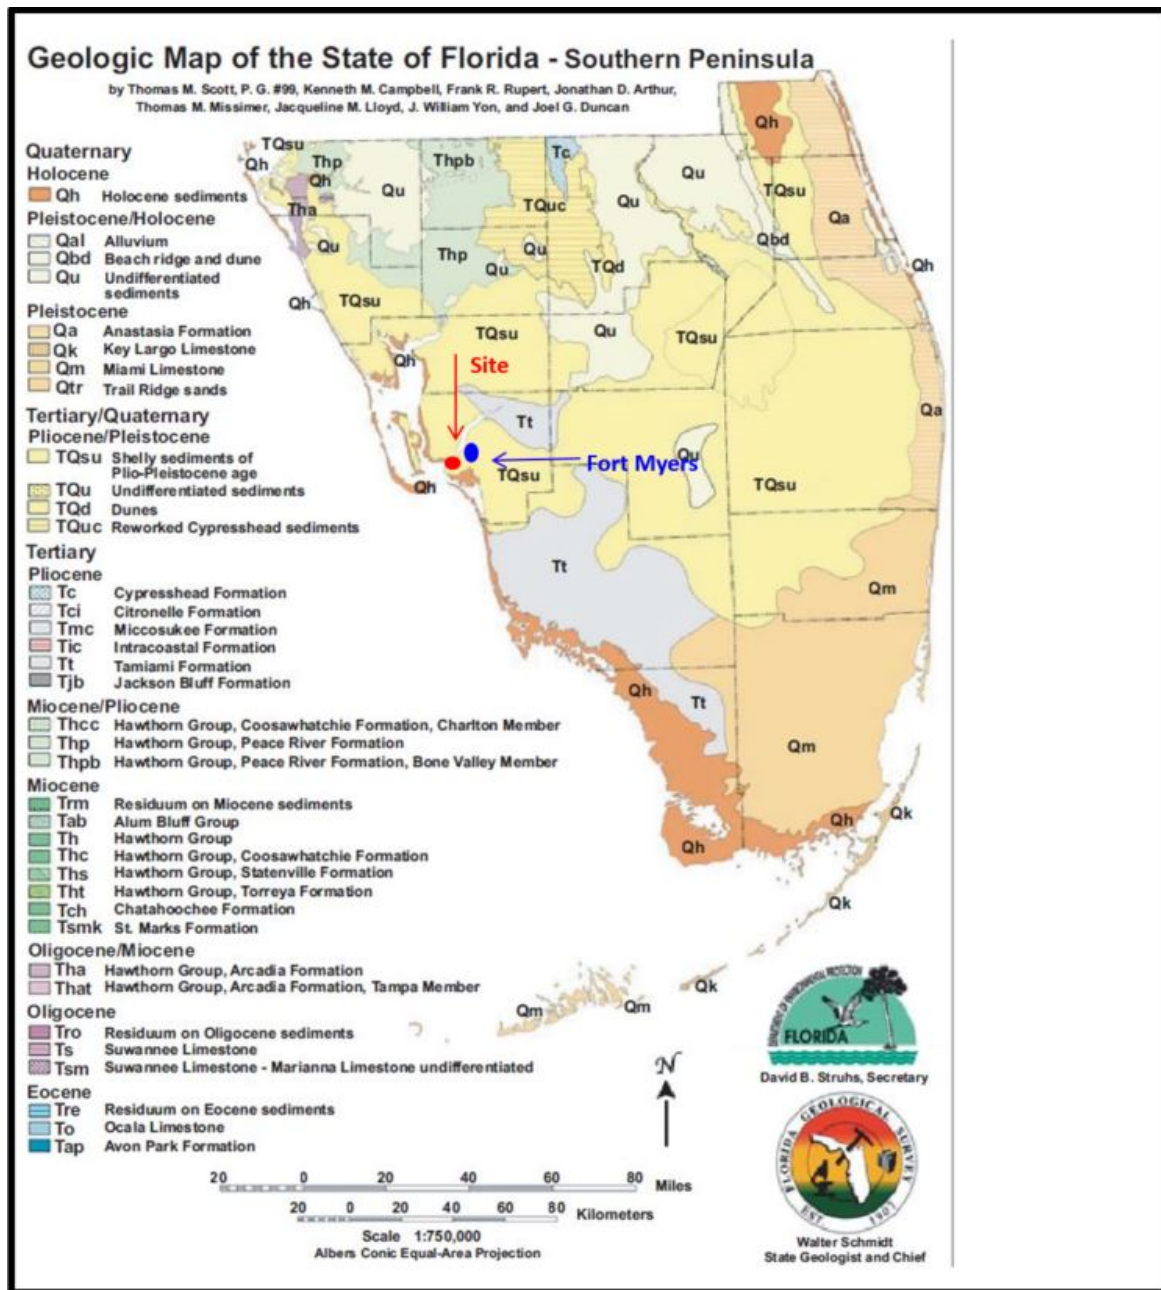 Geologic Map of the State of Florida - Southern Peninsula
by Thomas M. Scott, P. G. #99, Kenneth M. Campbell, Frank R. Rupert, Jonathan D. Arthur,
Thomas M. Missimer, Jacqueline M. Lloyd, J. William Yon, and Joel G. Duncan
Quaternary
Holocene
Qh Holocene sediments
Pleistocene/Holocene
Qal Alluvium
Qbd Beach ridge and dune
Qu Undifferentiated
sediments
Pleistocene
Qa Anastasia Formation
Qk Key Largo Limestone
Qm Miami Limestone
Qtr Trail Ridge sands
Tertiary/Quaternary
Pliocene/Pleistocene
TQsu Shelly sediments of
Plio-Pleistocene age
TQu Undifferentiated sediments
TQd Dunes
TQuc Reworked Cypresshead sediments
Tertiary
Pliocene
Tc Cypresshead Formation
Tci Citronelle Formation
Tmc Miccosukee Formation
Tic Intracoastal Formation
Tt Tamiami Formation
Tjb Jackson Bluff Formation
Miocene/Pliocene
Thcc Hawthorn Group, Coosawhatchie Formation, Charlton Member
Thp Hawthorn Group, Peace River Formation
Thpb Hawthorn Group, Peace River Formation, Bone Valley Member
Miocene
Trm Residuum on Miocene sediments
Tab Alum Bluff Group
Th Hawthorn Group
Thc Hawthorn Group, Coosawhatchie Formation
Ths Hawthorn Group, Statenville Formation
Tht Hawthorn Group, Torreya Formation
Tch Chatahoochee Formation
Tsmk St. Marks Formation
Oligocene/Miocene
Tha Hawthorn Group, Arcadia Formation
That Hawthorn Group, Arcadia Formation, Tampa Member
Oligocene
Tro Residuum on Oligocene sediments
Ts Suwannee Limestone
Tsm Suwannee Limestone - Marianna Limestone undifferentiated
Eocene
Tre Residuum on Eocene sediments
To Ocala Limestone
Tap Avon Park Formation
Qh
TQsu
Qh
Thp
Qh
Qu
Thpb
Tc
TQuc
Qu
Qu
TQsu
Qa
Tha
Qu
Thp
Qu
Qu
TQd
Qbd
Qh
Qh
TQsu
TQsu
Qu
TQsu
Qh
Site
Tt
Qa
Fort Myers
Qu
TQsu
TQsu
Qh
Tt
Qm
Qh
Tt
Qm
Qh
Qk
Qh
Qk
Qk
Qm
Qm
N
DEPARTMENT OF ENVIRONMENTAL PROTECTION
FLORIDA
David B. Struhs, Secretary
FLORIDA GEOLOGICAL SURVEY
EST. 1907
Walter Schmidt
State Geologist and Chief
20 0 20 40 60 80 Miles
20 0 20 40 60 80 Kilometers
Scale 1:750,000
Albers Conic Equal-Area Projection